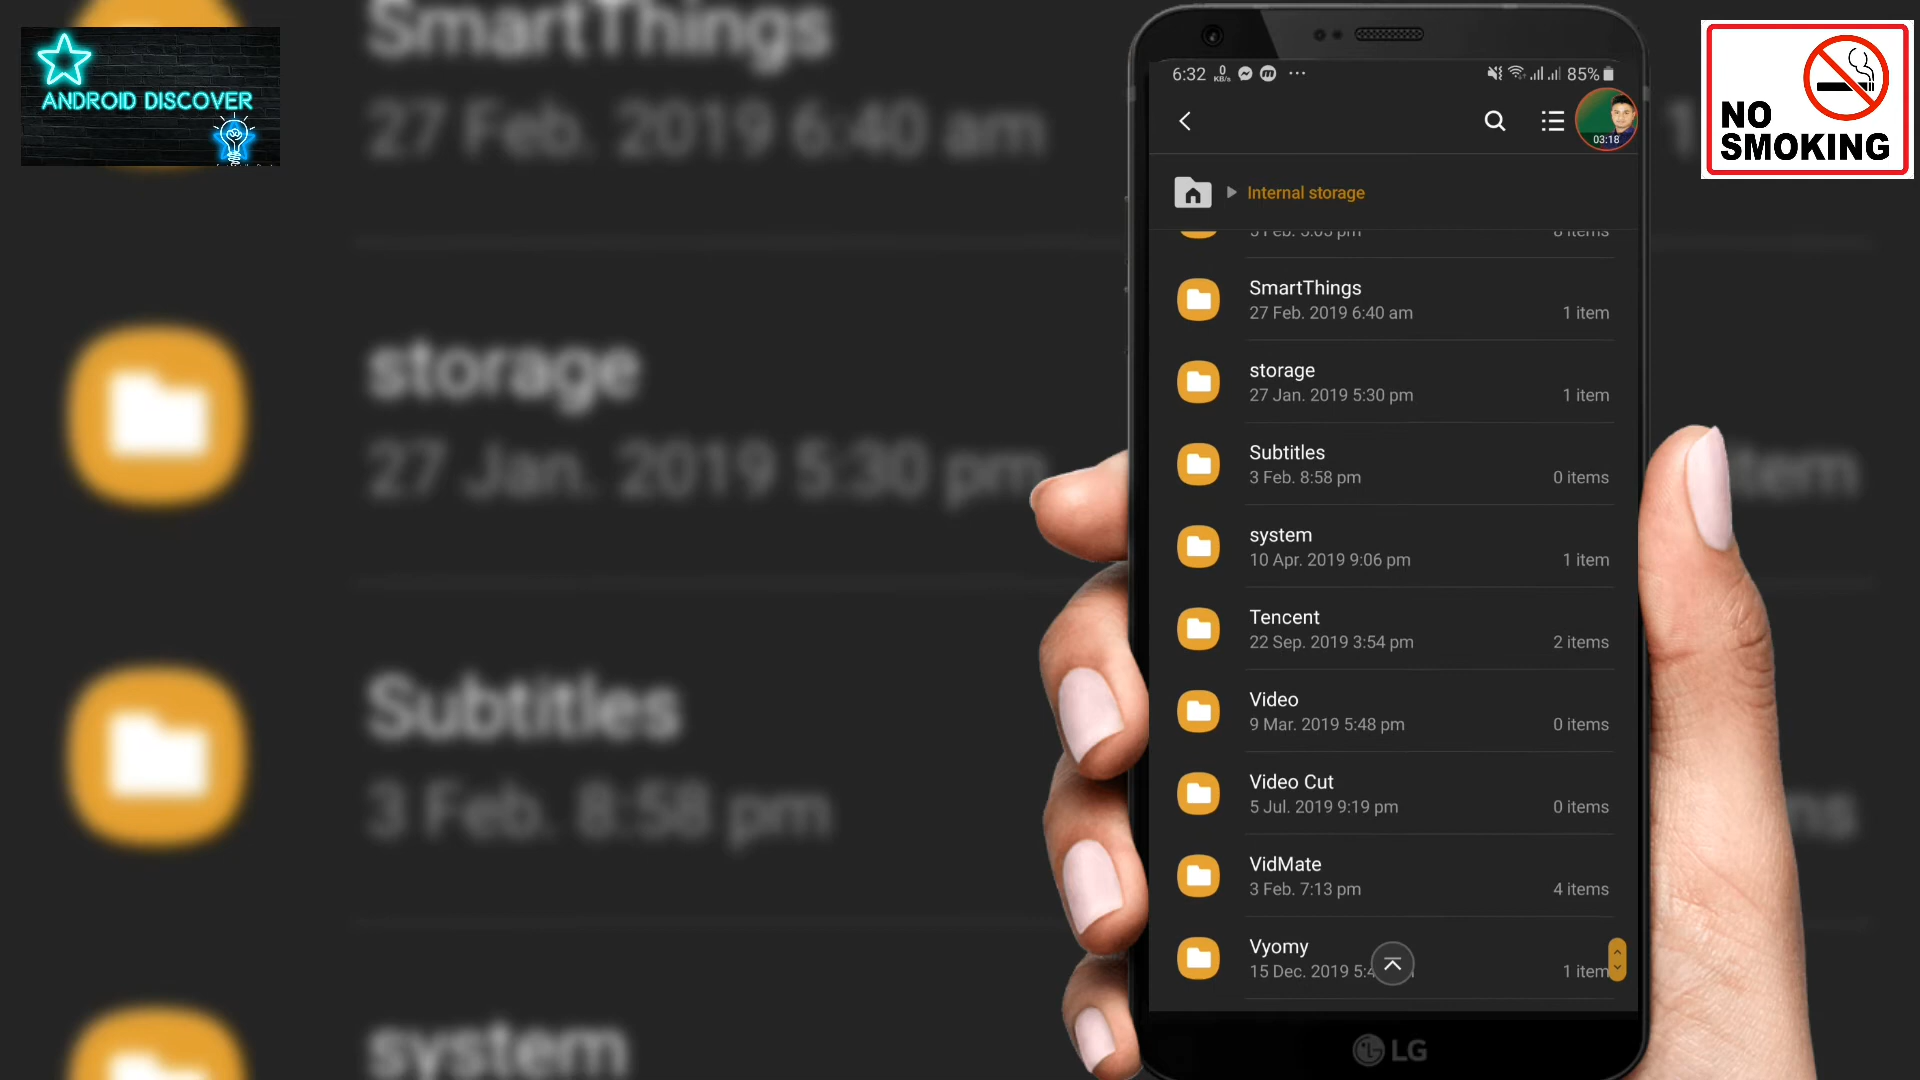 ANDROID DISCOVER
NO
SMOKING
6:32
0
KB/s
85%
03:18
Internal storage
SmartThings
27 Feb. 2019 6:40 am
1 item
storage
27 Jan. 2019 5:30 pm
1 item
Subtitles
3 Feb. 8:58 pm
0 items
system
10 Apr. 2019 9:06 pm
1 item
Tencent
22 Sep. 2019 3:54 pm
2 items
Video
9 Mar. 2019 5:48 pm
0 items
Video Cut
5 Jul. 2019 9:19 pm
0 items
VidMate
3 Feb. 7:13 pm
4 items
Vyomy
15 Dec. 2019
1 item
LG
SmartThings
27 Feb. 2019 6:40 am
storage
27 Jan. 2019 5:30 pm
item
Subtitles
3 Feb. 8:58 pm
system